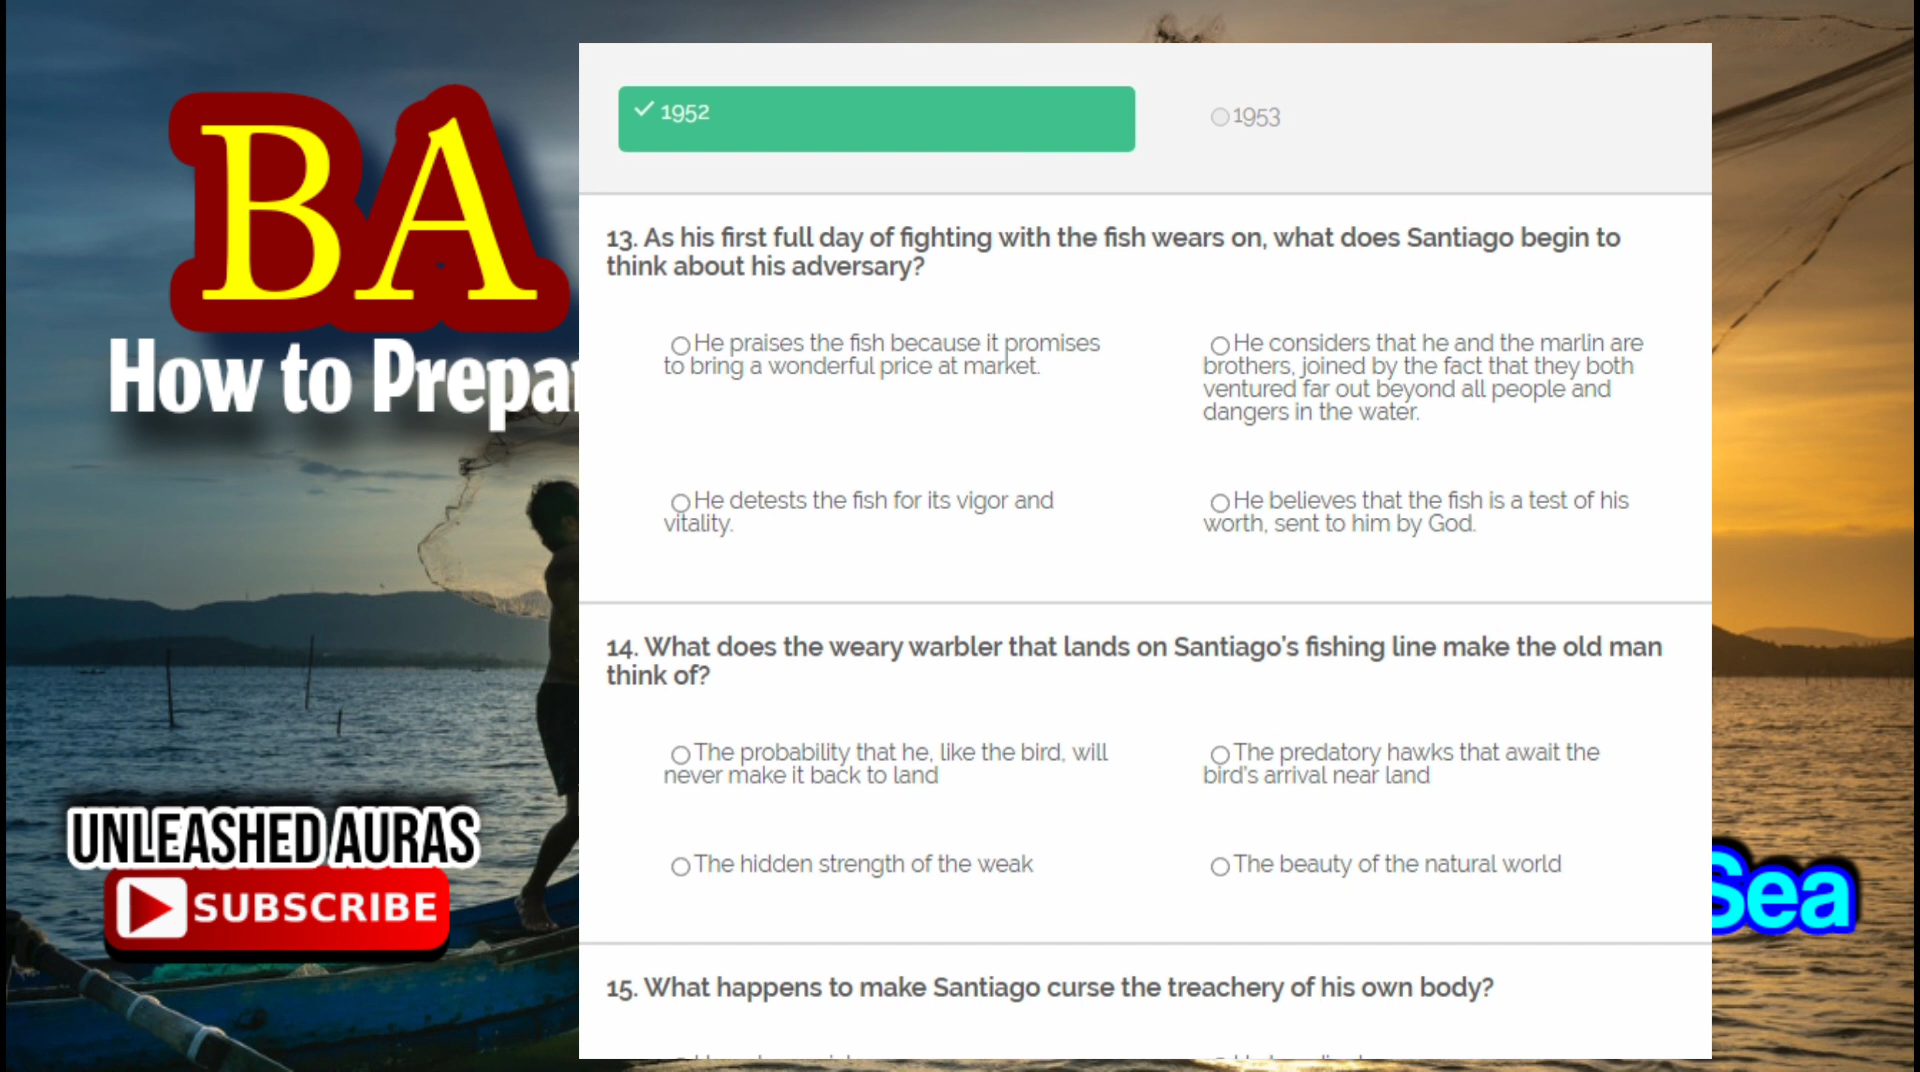 BA
How to Prepa
UNLEASHED AURAS
SUBSCRIBE
1952
1953
13. As his first full day of fighting with the fish wears on, what does Santiago begin to
think about his adversary?
He praises the fish because it promises
to bring a wonderful price at market.
He considers that he and the marlin are
brothers, joined by the fact that they both
ventured far out beyond all people and
dangers in the water.
He detests the fish for its vigor and
vitality.
He believes that the fish is a test of his
worth, sent to him by God.
14. What does the weary warbler that lands on Santiago's fishing line make the old man
think of?
The probability that he, like the bird, will
never make it back to land
The predatory hawks that await the
bird's arrival near land
The hidden strength of the weak
The beauty of the natural world
15. What happens to make Santiago curse the treachery of his own body?
Sea